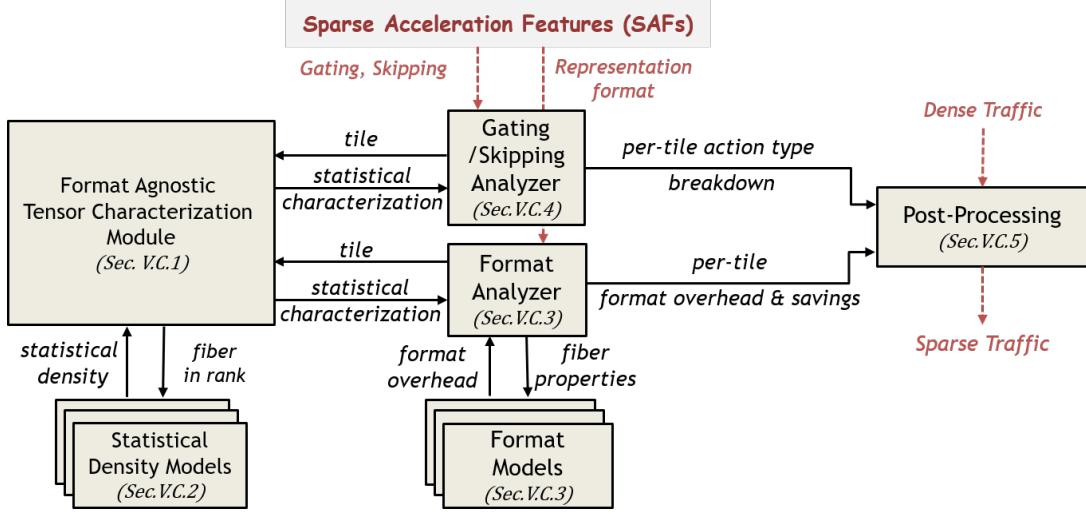 Sparse Acceleration Features (SAFs)
Gating, Skipping
Representation
format
Gating
/Skipping
Analyzer
(Sec.V.C.4)
tile
statistical
characterization
Format Agnostic
Tensor Characterization
Module
(Sec. V.C.1)
per-tile action type
breakdown
Dense Traffic
Post-Processing
(Sec.V.C.5)
Sparse Traffic
tile
statistical
characterization
Format
Analyzer
(Sec.V.C.3)
per-tile
format overhead & savings
statistical
density
fiber
in rank
format
overhead
fiber
properties
Statistical
Density Models
(Sec.V.C.2)
Format
Models
(Sec.V.C.3)